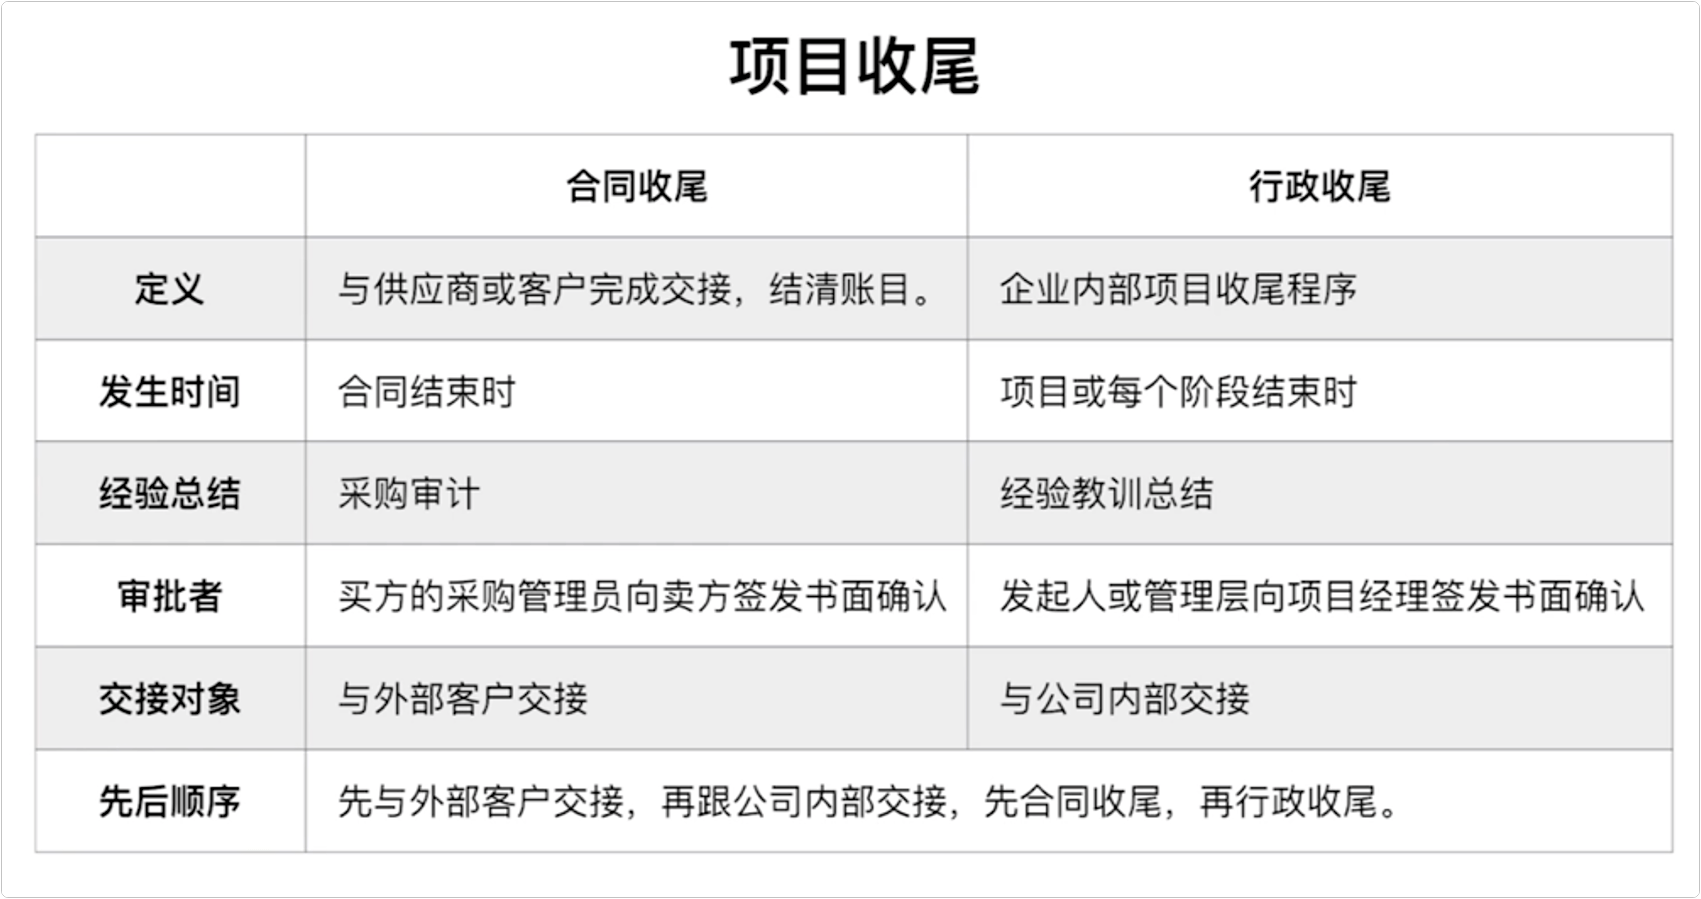 项目收尾
合同收尾
行政收尾
定义
与供应商或客户完成交接，结清账目。
企业内部项目收尾程序
发生时间
合同结束时
项目或每个阶段结束时
经验总结
采购审计
经验教训总结
审批者
买方的采购管理员向卖方签发书面确认
发起人或管理层向项目经理签发书面确认
交接对象
与外部客户交接
与公司内部交接
先后顺序
先与外部客户交接，再跟公司内部交接，先合同收尾，再行政收尾。